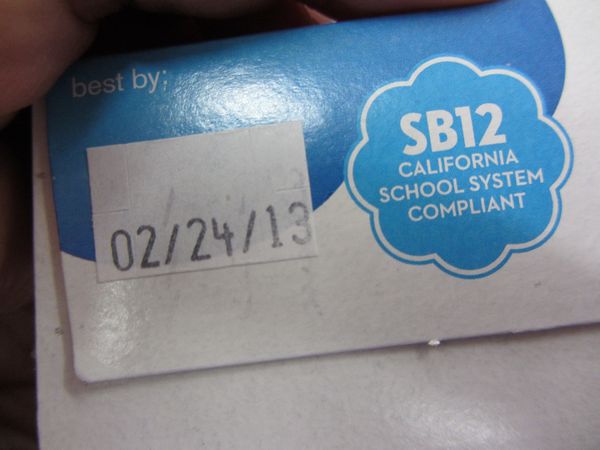 best by:
02/24/13
SB12
CALIFORNIA
SCHOOL SYSTEM
COMPLIANT